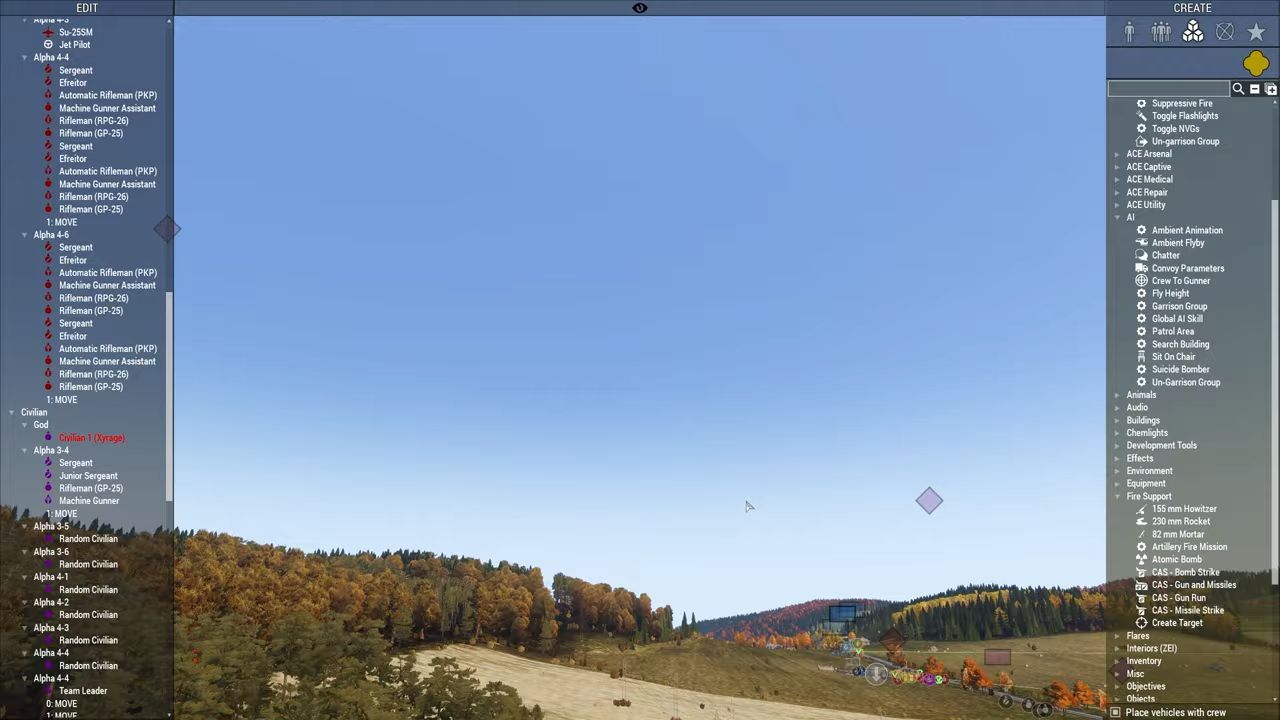 EDIT
CREATE
Alpha 4-3
Su-25SM
Jet Pilot
Alpha 4-4
Sergeant
Efreitor
Automatic Rifleman (PKP)
Machine Gunner Assistant
Rifleman (RPG-26)
Rifleman (GP-25)
Sergeant
Efreitor
Automatic Rifleman (PKP)
Machine Gunner Assistant
Rifleman (RPG-26)
Rifleman (GP-25)
1: MOVE
Alpha 4-6
Sergeant
Efreitor
Automatic Rifleman (PKP)
Machine Gunner Assistant
Rifleman (RPG-26)
Rifleman (GP-25)
Sergeant
Efreitor
Automatic Rifleman (PKP)
Machine Gunner Assistant
Rifleman (RPG-26)
Rifleman (GP-25)
1: MOVE
Civilian
God
Civilian 1 (Xyrage)
Alpha 3-4
Sergeant
Junior Sergeant
Rifleman (GP-25)
Machine Gunner
1: MOVE
Alpha 3-5
Random Civilian
Alpha 3-6
Random Civilian
Alpha 4-1
Random Civilian
Alpha 4-2
Random Civilian
Alpha 4-3
Random Civilian
Alpha 4-4
Random Civilian
Alpha 4-4
Team Leader
0: MOVE
1: MOVE
Suppressive Fire
Toggle Flashlights
Toggle NVGs
Un-garrison Group
ACE Arsenal
ACE Captive
ACE Medical
ACE Repair
ACE Utility
AI
Ambient Animation
Ambient Flyby
Chatter
Convoy Parameters
Crew To Gunner
Fly Height
Garrison Group
Global AI Skill
Patrol Area
Search Building
Sit On Chair
Suicide Bomber
Un-Garrison Group
Animals
Audio
Buildings
Chemlights
Development Tools
Effects
Environment
Equipment
Fire Support
155 mm Howitzer
230 mm Rocket
82 mm Mortar
Artillery Fire Mission
Atomic Bomb
CAS - Bomb Strike
CAS - Gun and Missiles
CAS - Gun Run
CAS - Missile Strike
Create Target
Flares
Interiors (ZEI)
Inventory
Misc
Objectives
Objects
Place vehicles with crew